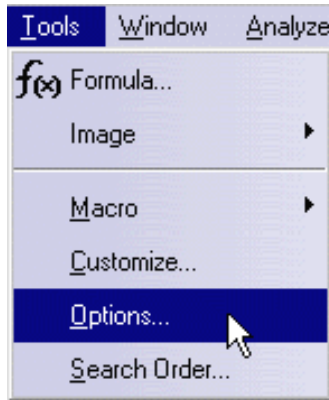 Tools Window Analyze
f(x) Formula...
Image
Macro
Customize...
Options...
Search Order...